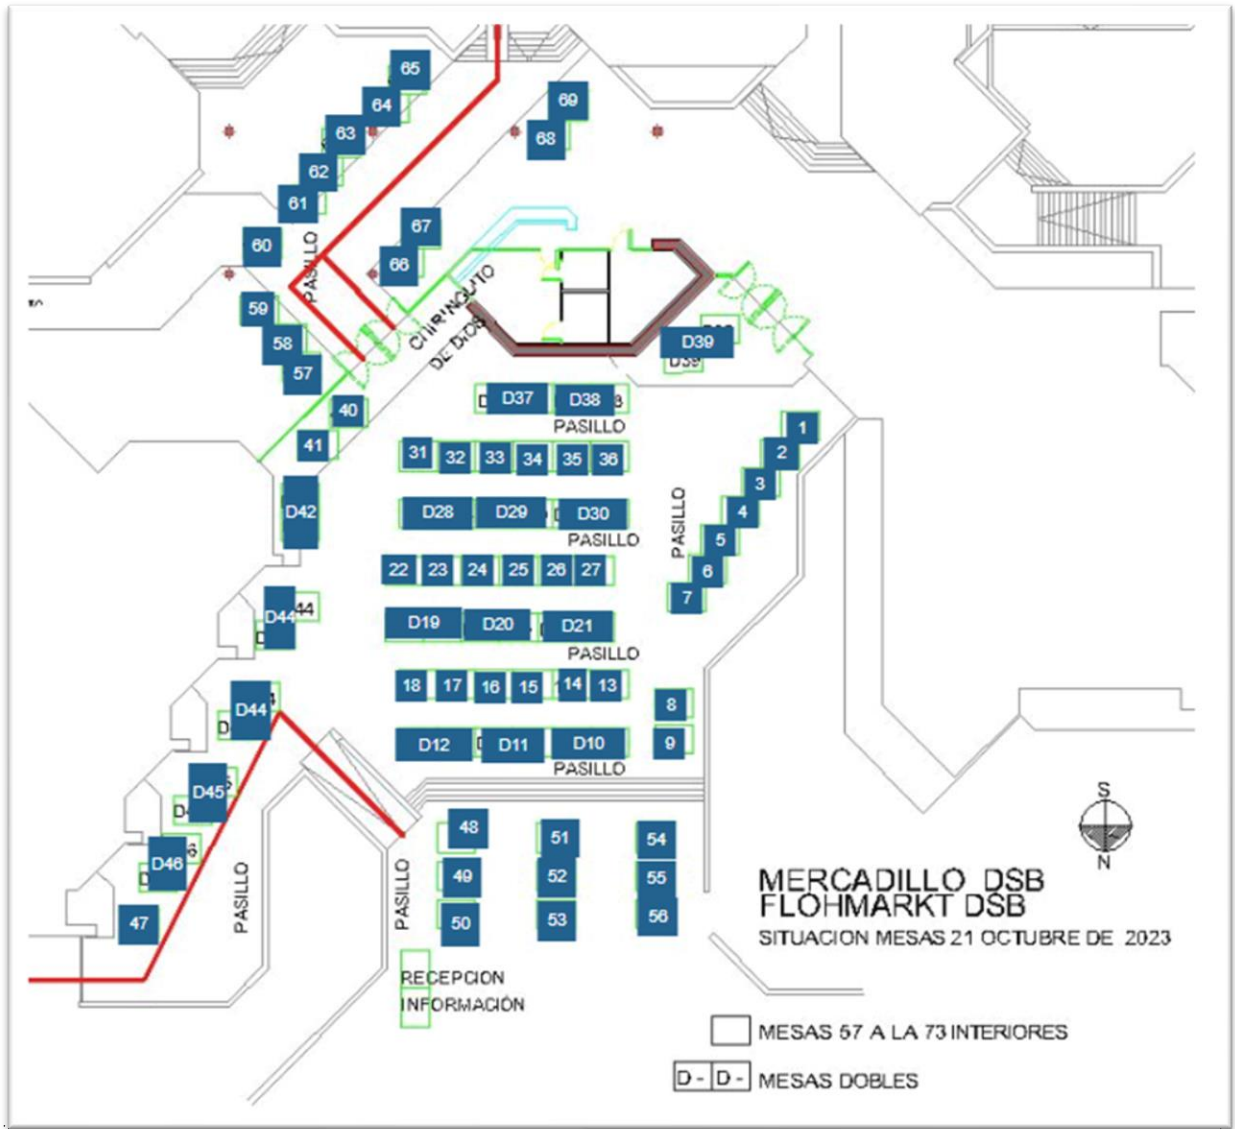 65
69
64
63
68
62
61
67
60
PASILLO
66
CHIRINGUITO
DE DIOS
59
58
D39
D39
57
40
D37 D38
PASILLO
1
41
31 32 33 34 35 36
2
3
D42
D28 D29 D30
PASILLO
4
PASILLO
5
22 23 24 25 26 27
6
7
D44 44
D19 D20 D21
PASILLO
18 17 16 15 14 13
8
D44
D12 D11 D10
9
PASILLO
D45
48 51 54
D46
49 52 55
47
50 53 56
PASILLO
PASILLO
RECEPCION
INFORMACIÓN
S
N
MERCADILLO DSB
FLOHMARKT DSB
SITUACION MESAS 21 OCTUBRE DE 2023
MESAS 57 A LA 73 INTERIORES
D - D - MESAS DOBLES